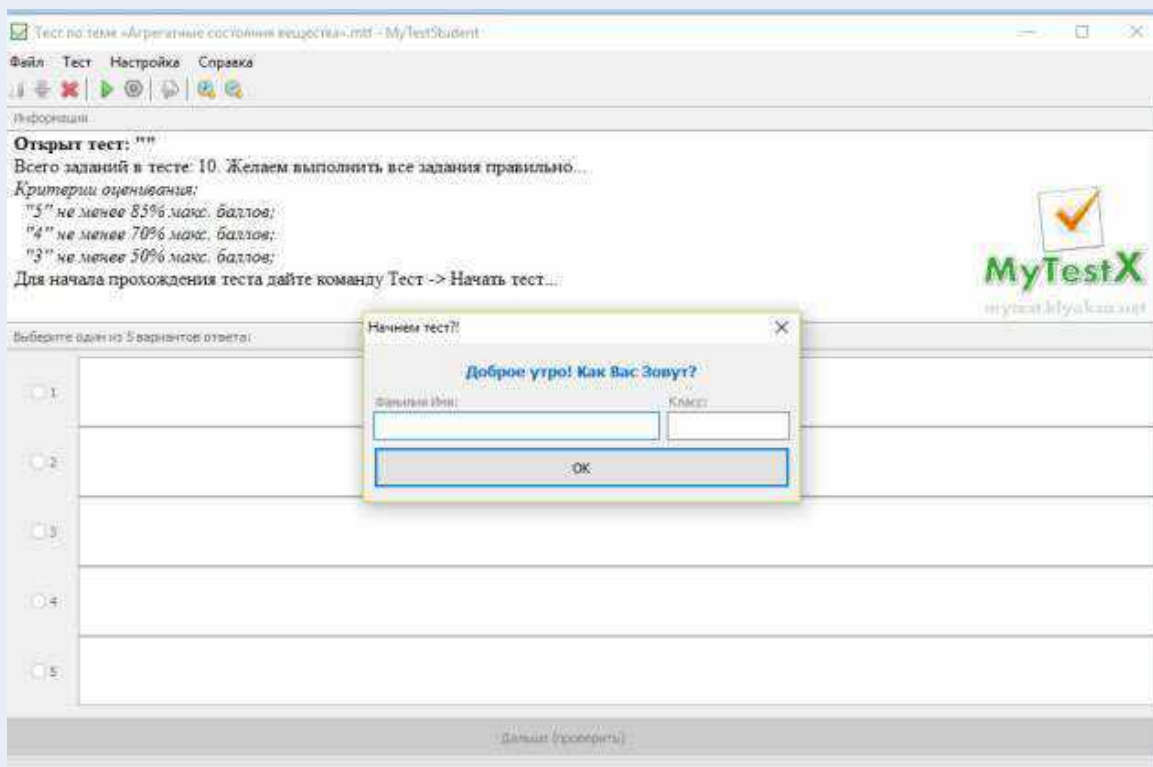 Тест по теме «Агрегатные состояния вещества».mtf - MyTestStudent
Файл Тест Настройка Справка
Информация
Открыт тест: ""
Всего заданий в тесте: 10. Желаем выполнить все задания правильно...
Критерии оценивания:
"5" не менее 85% макс. баллов;
"4" не менее 70% макс. баллов;
"3" не менее 50% макс. баллов;
Для начала прохождения теста дайте команду Тест -> Начать тест...
MyTestX
mytest.klyaksa.net
Выберите один из 5 вариантов ответа:
Начнем тест?!
Доброе утро! Как Вас Зовут?
Фамилия Имя: Класс:
OK
1
2
3
4
5
Дальше (проверить)